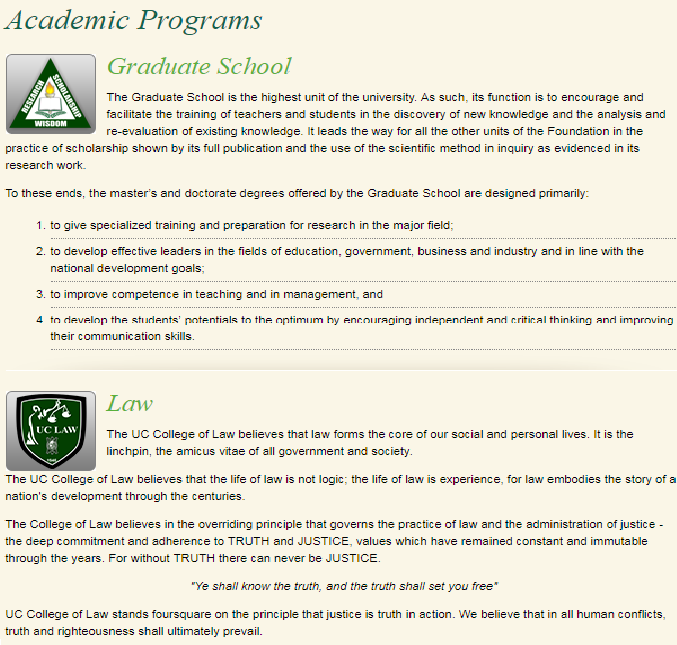 Academic Programs
RESEARCH
SCHOLARSHIP
WISDOM
Graduate School
The Graduate School is the highest unit of the university. As such, its function is to encourage and
facilitate the training of teachers and students in the discovery of new knowledge and the analysis and
re-evaluation of existing knowledge. It leads the way for all the other units of the Foundation in the
practice of scholarship shown by its full publication and the use of the scientific method in inquiry as evidenced in its
research work.
To these ends, the master's and doctorate degrees offered by the Graduate School are designed primarily:
1. to give specialized training and preparation for research in the major field;
2. to develop effective leaders in the fields of education, government, business and industry and in line with the
national development goals;
3. to improve competence in teaching and in management, and
4. to develop the students' potentials to the optimum by encouraging independent and critical thinking and improving
their communication skills.
UC LAW
Law
The UC College of Law believes that law forms the core of our social and personal lives. It is the
linchpin, the amicus vitae of all government and society.
The UC College of Law believes that the life of law is not logic; the life of law is experience, for law embodies the story of a
nation's development through the centuries.
The College of Law believes in the overriding principle that governs the practice of law and the administration of justice -
the deep commitment and adherence to TRUTH and JUSTICE, values which have remained constant and immutable
through the years. For without TRUTH there can never be JUSTICE.
"Ye shall know the truth, and the truth shall set you free"
UC College of Law stands foursquare on the principle that justice is truth in action. We believe that in all human conflicts,
truth and righteousness shall ultimately prevail.